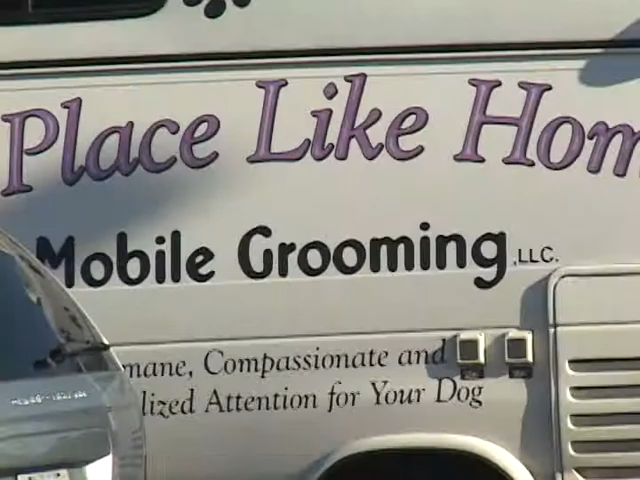 Place Like Hom
Mobile Grooming, LLC.
mane, Compassionate and
lized Attention for Your Dog